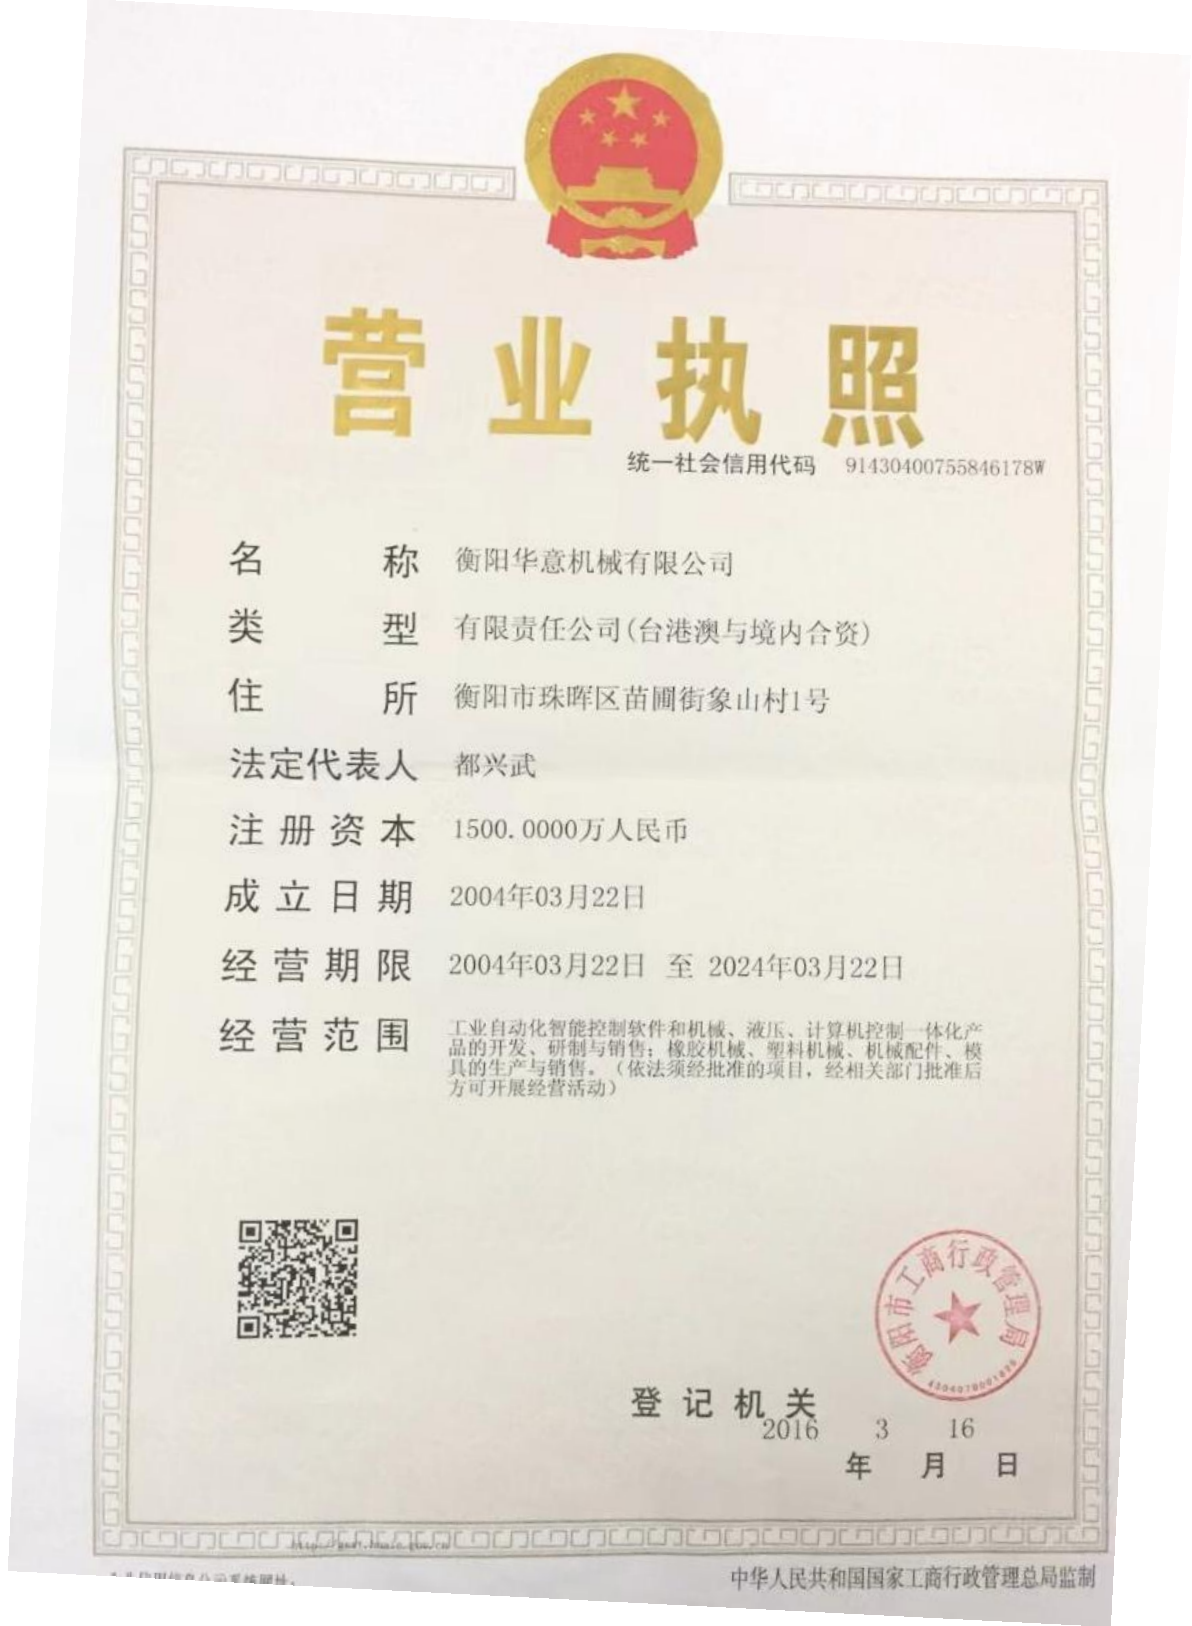 营业执照
统一社会信用代码 91430400755846178W
名称 衡阳华意机械有限公司
类型 有限责任公司(台港澳与境内合资)
住所 衡阳市珠晖区苗圃街象山村1号
法定代表人 都兴武
注册资本 1500.0000万人民币
成立日期 2004年03月22日
经营期限 2004年03月22日 至 2024年03月22日
经营范围 工业自动化智能控制软件和机械、液压、计算机控制一体化产
品的开发、研制与销售；橡胶机械、塑料机械、机械配件、模
具的生产与销售。（依法须经批准的项目，经相关部门批准后
方可开展经营活动）
衡阳市工商行政管理局
登记机关
2016 3 16
年 月 日
中华人民共和国国家工商行政管理总局监制